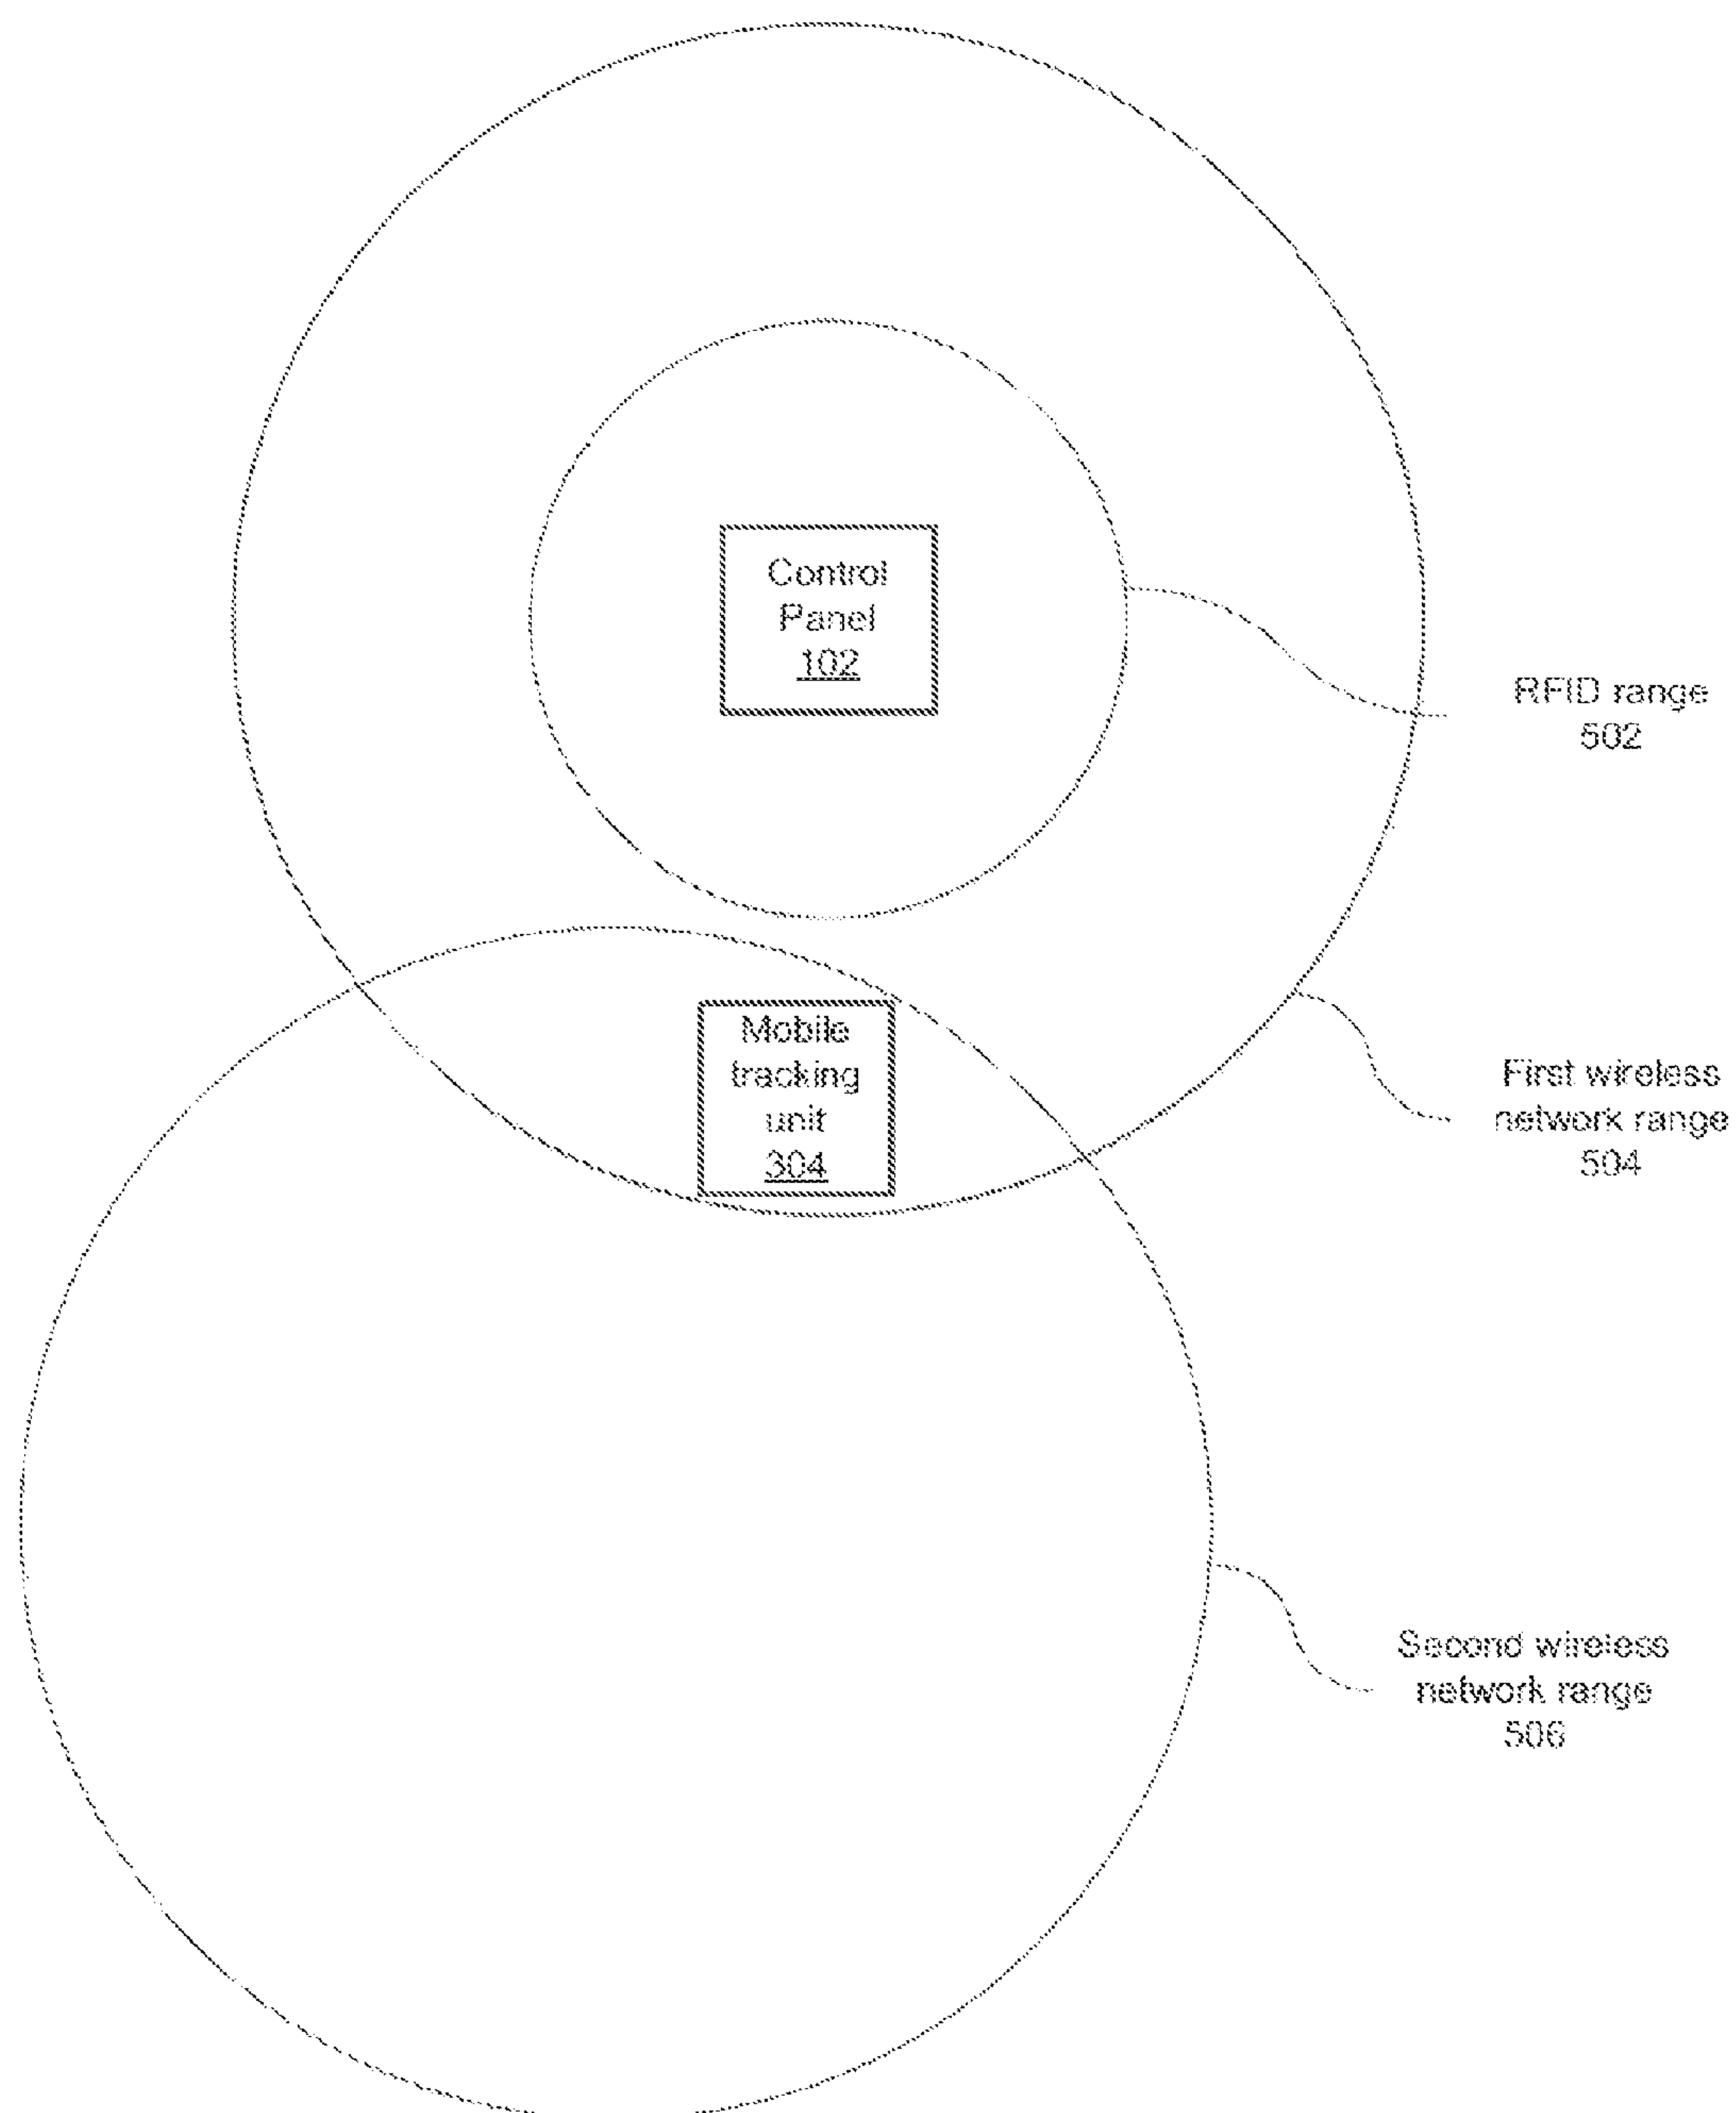 Control
Panel
102
RFID range
502
Mobile
tracking
unit
304
First wireless
network range
504
Second wireless
network range
506